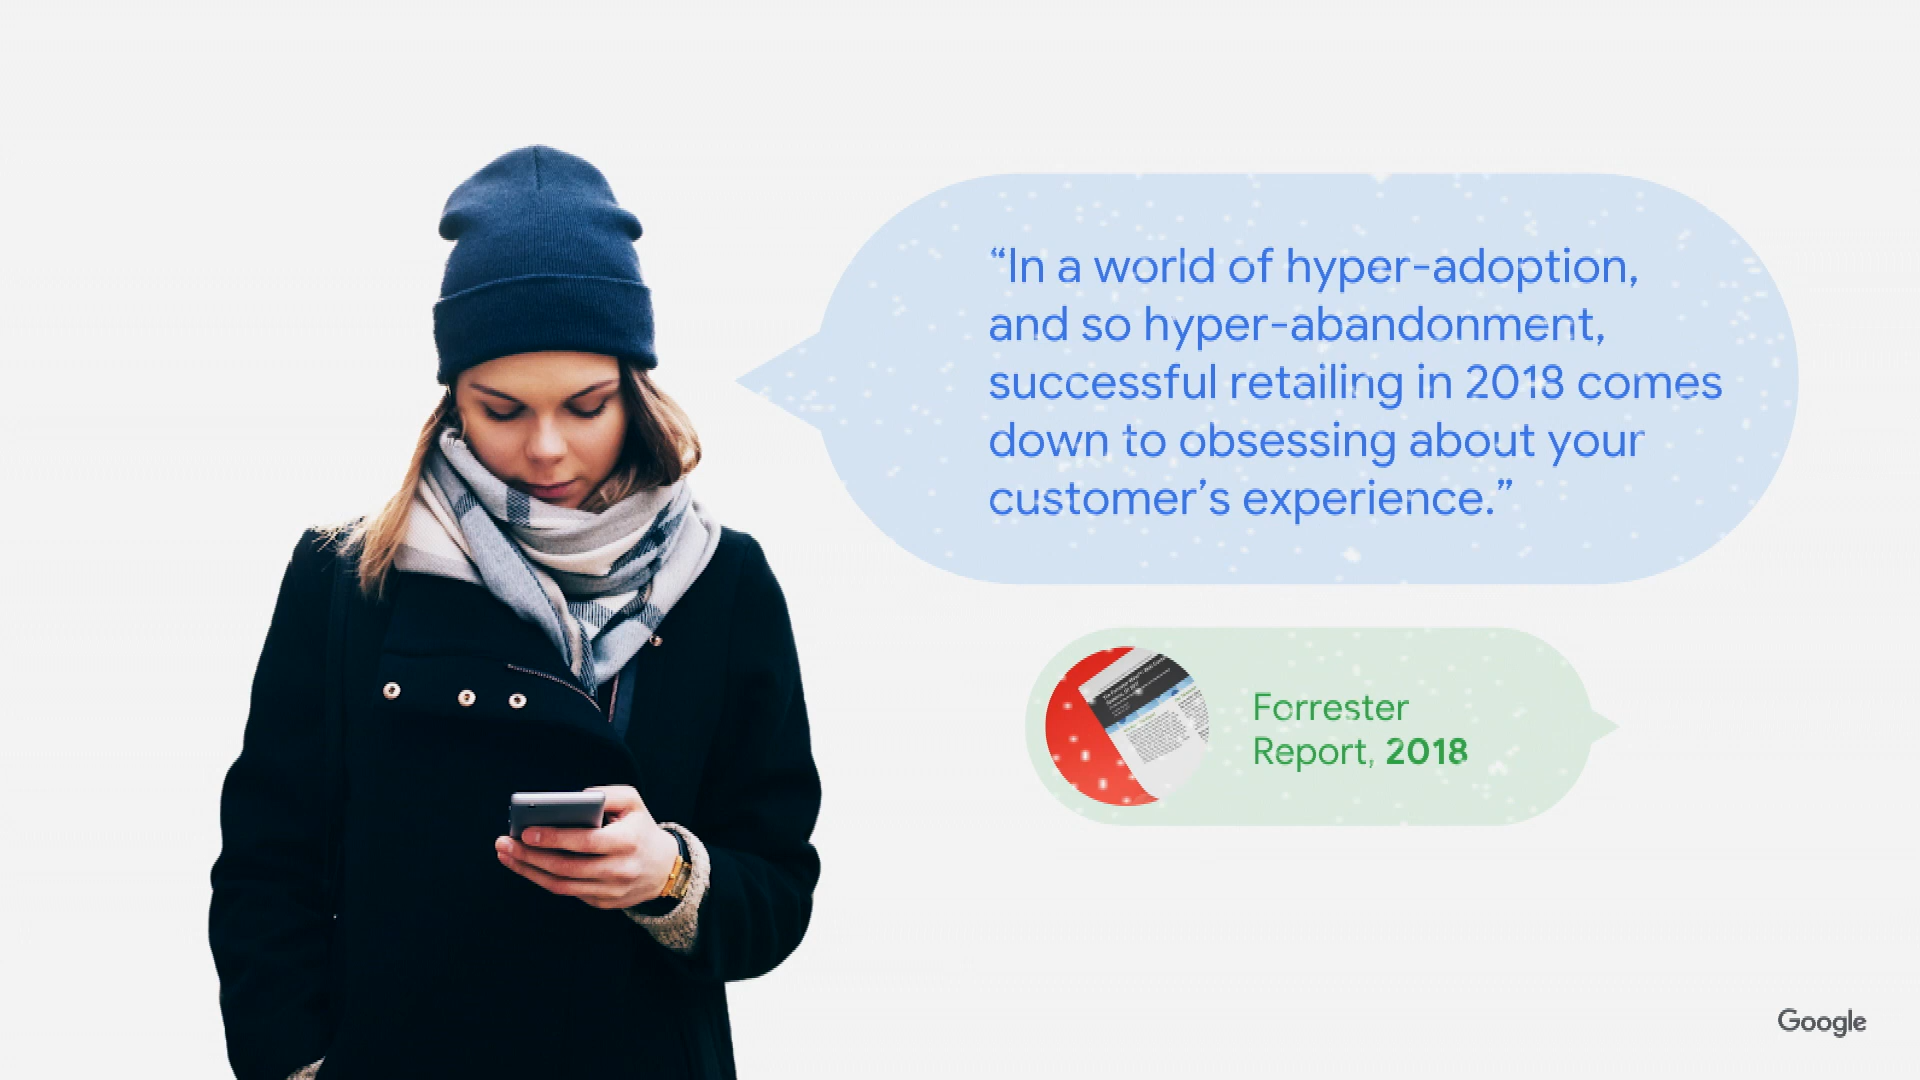 “In a world of hyper-adoption,
and so hyper-abandonment,
successful retailing in 2018 comes
down to obsessing about your
customer’s experience.”
Forrester
Report, 2018
Google